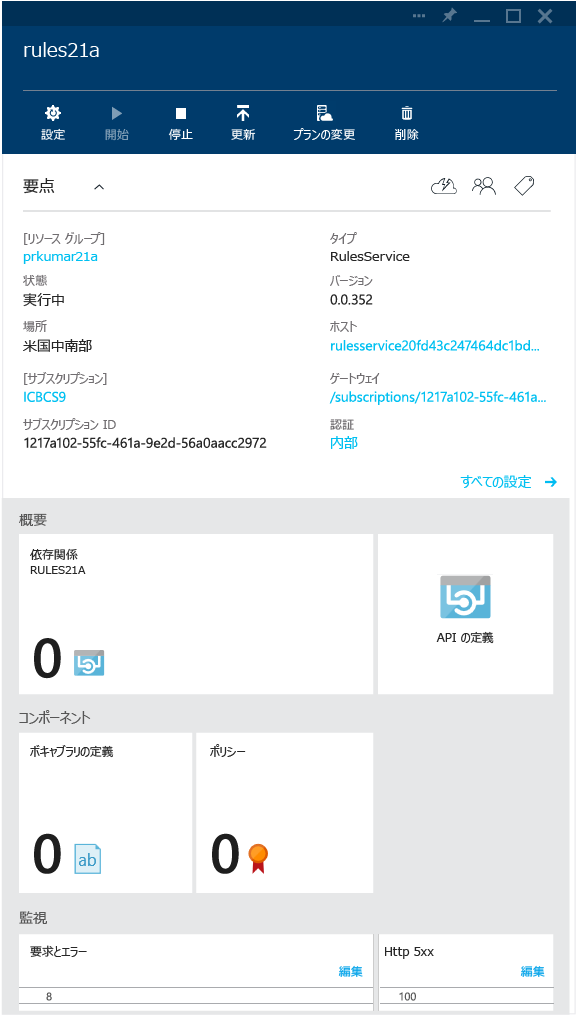 rules21a
設定
開始
停止
更新
プランの変更
削除
要点
[リソース グループ]
prkumar21a
タイプ
RulesService
状態
実行中
バージョン
0.0.352
場所
米国中南部
ホスト
rulesservice20fd43c247464dc1bd...
[サブスクリプション]
ICBCS9
ゲートウェイ
/subscriptions/1217a102-55fc-461a...
サブスクリプション ID
1217a102-55fc-461a-9e2d-56a0aacc2972
認証
内部
すべての設定
概要
依存関係
RULES21A
0
API の定義
コンポーネント
ボキャブラリの定義
0
ab
ポリシー
0
監視
要求とエラー
編集
8
Http 5xx
編集
100